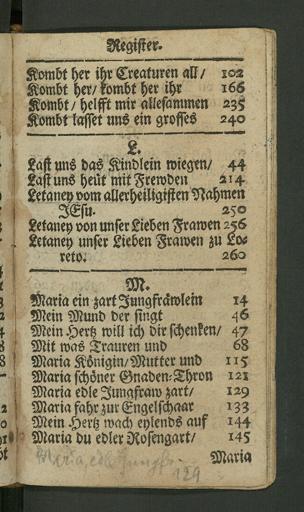 Register.
Kombt her ihr Creaturen all/ 102
Kombt her/ kombt her ihr 166
Kombt/ helfft mir allesammen 235
Kombt lasset uns ein grosses 240
L.
Last uns das Kindlein wiegen/ 44
Last uns heut mit Frewden 214
Letaney vom allerheiligisten Nahmen
JEsu. 250
Letaney von unser Lieben Frawen 256
Letaney unser Lieben Frawen zu Lo-
reto. 260
M.
Maria ein zart Jungfräwlein 14
Mein Mund der singt 46
Mein Hertz will ich dir schenken/ 47
Mit was Trauren und 68
Maria Königin/ Mutter und 115
Maria schöner Gnaden-Thron 121
Maria edle Jungfraw zart/ 129
Maria fahr zur Engelschaar 133
Mein Hertz wach eylends auf 144
Maria du edler Rosengart/ 145
Maria
Maria, edle Jungfr.
129